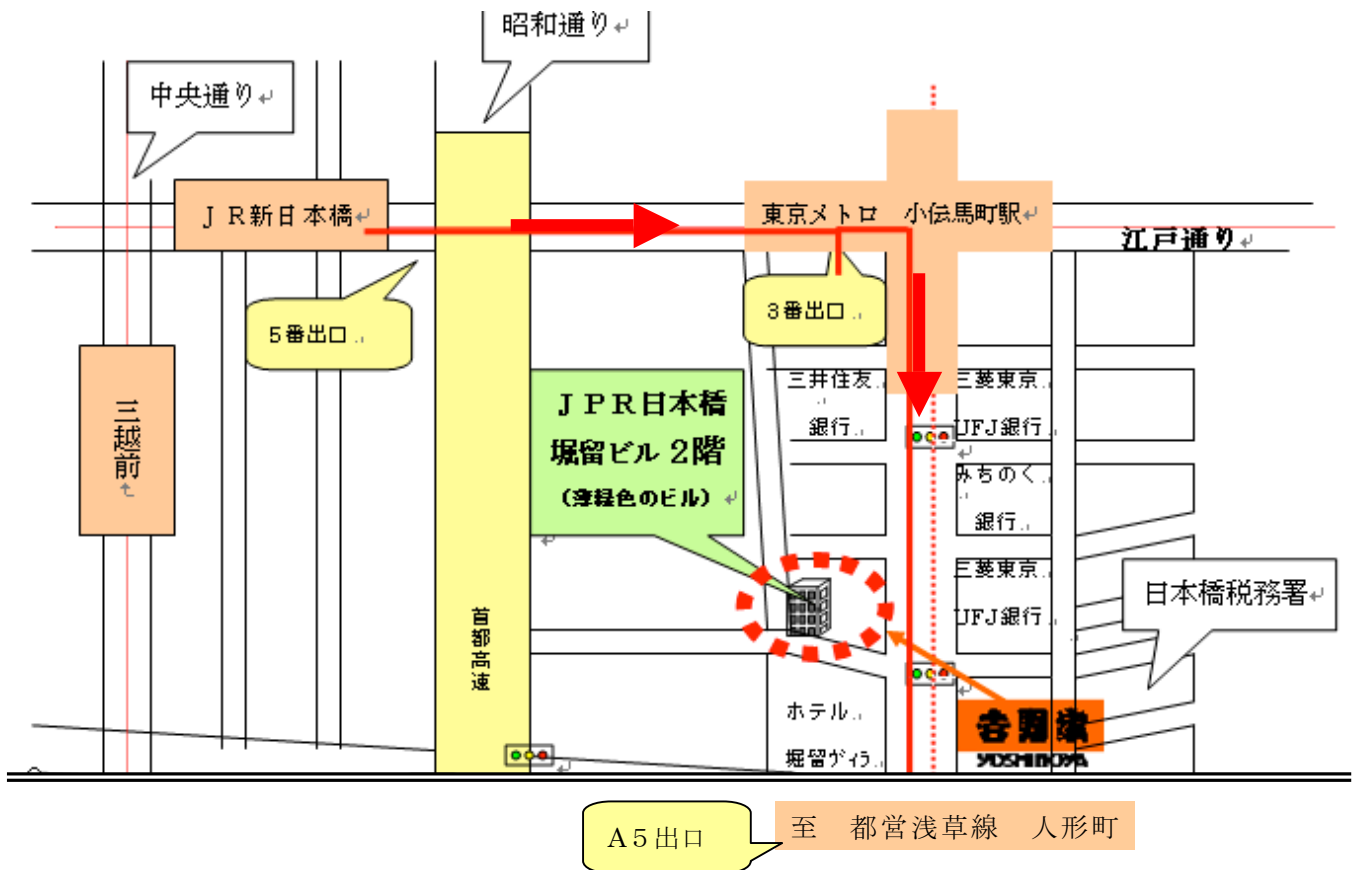 昭和通り
中央通り
JR新日本橋
東京メトロ 小伝馬町駅
江戸通り
5番出口
3番出口
三越前
JPR日本橋
堀留ビル 2階
(薄緑色のビル)
三井住友
銀行
三菱東京
UFJ銀行
みちのく
銀行
三菱東京
UFJ銀行
日本橋税務署
首都高速
ホテル
堀留ヴィラ
吉野家
YOSHINOYA
A5出口
至 都営浅草線 人形町